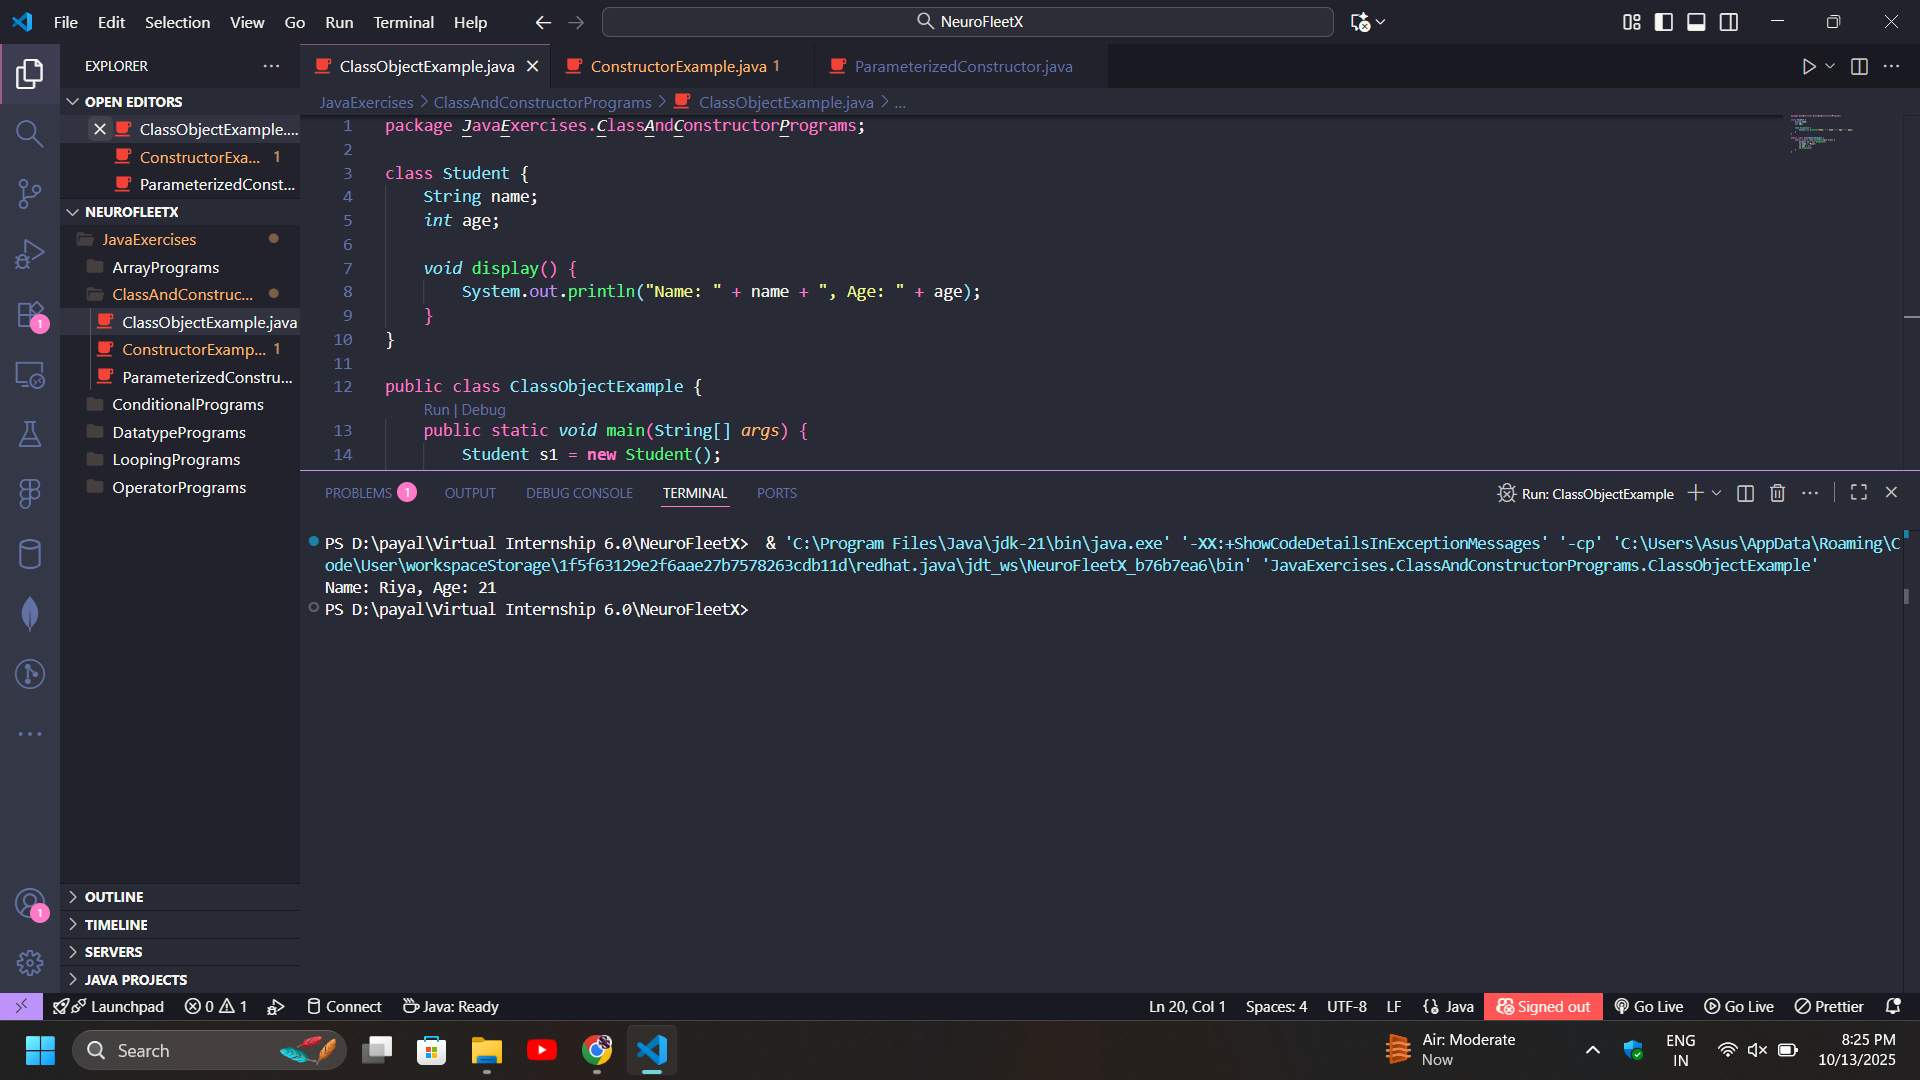 File Edit Selection View Go Run Terminal Help
NeuroFleetX
EXPLORER
OPEN EDITORS
ClassObjectExample....
ConstructorExa... 1
ParameterizedConst...
NEUROFLEETX
JavaExercises
ArrayPrograms
ClassAndConstruc...
ClassObjectExample.java
ConstructorExamp... 1
ParameterizedConstru...
ConditionalPrograms
DatatypePrograms
LoopingPrograms
OperatorPrograms
OUTLINE
TIMELINE
SERVERS
JAVA PROJECTS
1
1
ClassObjectExample.java
ConstructorExample.java 1
ParameterizedConstructor.java
JavaExercises > ClassAndConstructorPrograms > ClassObjectExample.java > ...
1 package JavaExercises.ClassAndConstructorPrograms;
2
3 class Student {
4 String name;
5 int age;
6
7 void display() {
8 System.out.println("Name: " + name + ", Age: " + age);
9 }
10 }
11
12 public class ClassObjectExample {
Run | Debug
13 public static void main(String[] args) {
14 Student s1 = new Student();
PROBLEMS 1 OUTPUT DEBUG CONSOLE TERMINAL PORTS
Run: ClassObjectExample
PS D:\payal\Virtual Internship 6.0\NeuroFleetX> & 'C:\Program Files\Java\jdk-21\bin\java.exe' '-XX:+ShowCodeDetailsInExceptionMessages' '-cp' 'C:\Users\Asus\AppData\Roaming\C
ode\User\workspaceStorage\1f5f63129e2f6aae27b7578263cdb11d\redhat.java\jdt_ws\NeuroFleetX_b76b7ea6\bin' 'JavaExercises.ClassAndConstructorPrograms.ClassObjectExample'
Name: Riya, Age: 21
PS D:\payal\Virtual Internship 6.0\NeuroFleetX>
Launchpad 0 1 Connect Java: Ready
Ln 20, Col 1 Spaces: 4 UTF-8 LF {} Java Signed out Go Live Go Live Prettier
Search
Air: Moderate
Now
ENG
IN
8:25 PM
10/13/2025